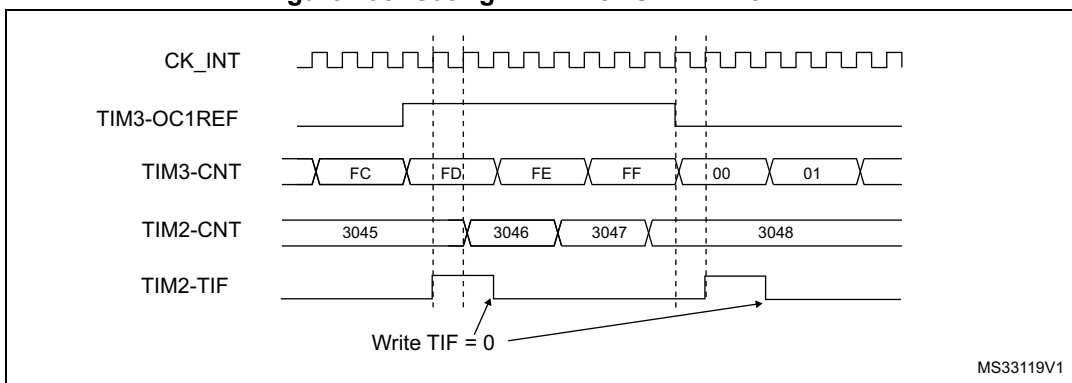 CK_INT
TIM3-OC1REF
TIM3-CNT FC FD FE FF 00 01
TIM2-CNT 3045 3046 3047 3048
TIM2-TIF
Write TIF = 0
MS33119V1